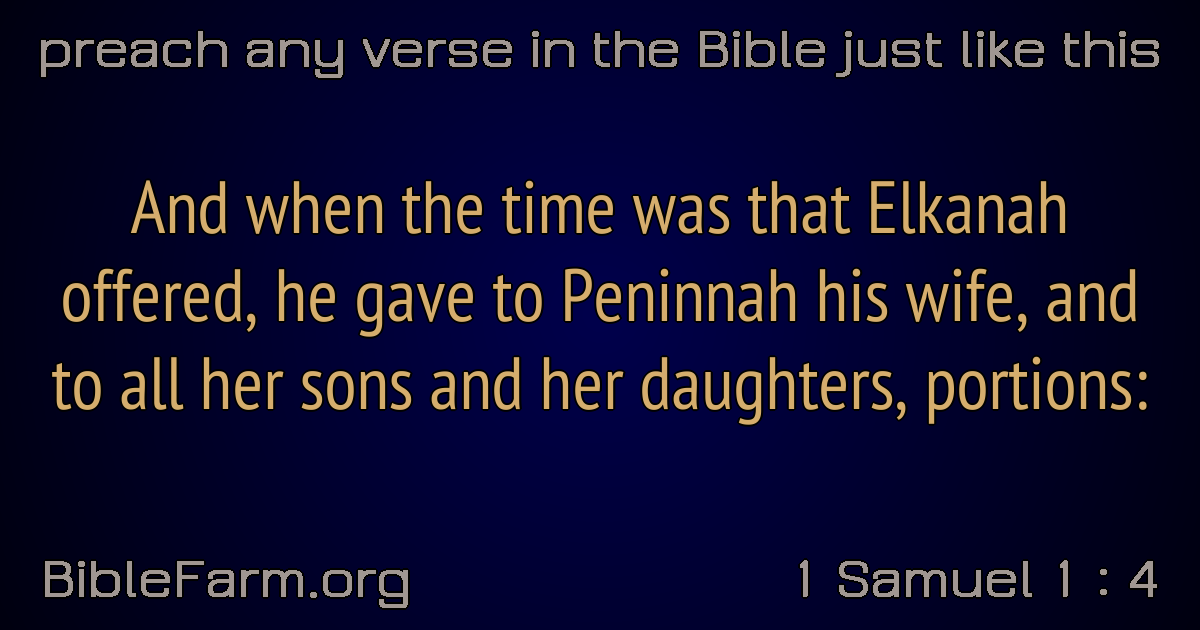 preach any verse in the Bible just like this
And when the time was that Elkanah
offered, he gave to Peninnah his wife, and
to all her sons and her daughters, portions:
BibleFarm.org
1 Samuel 1 : 4